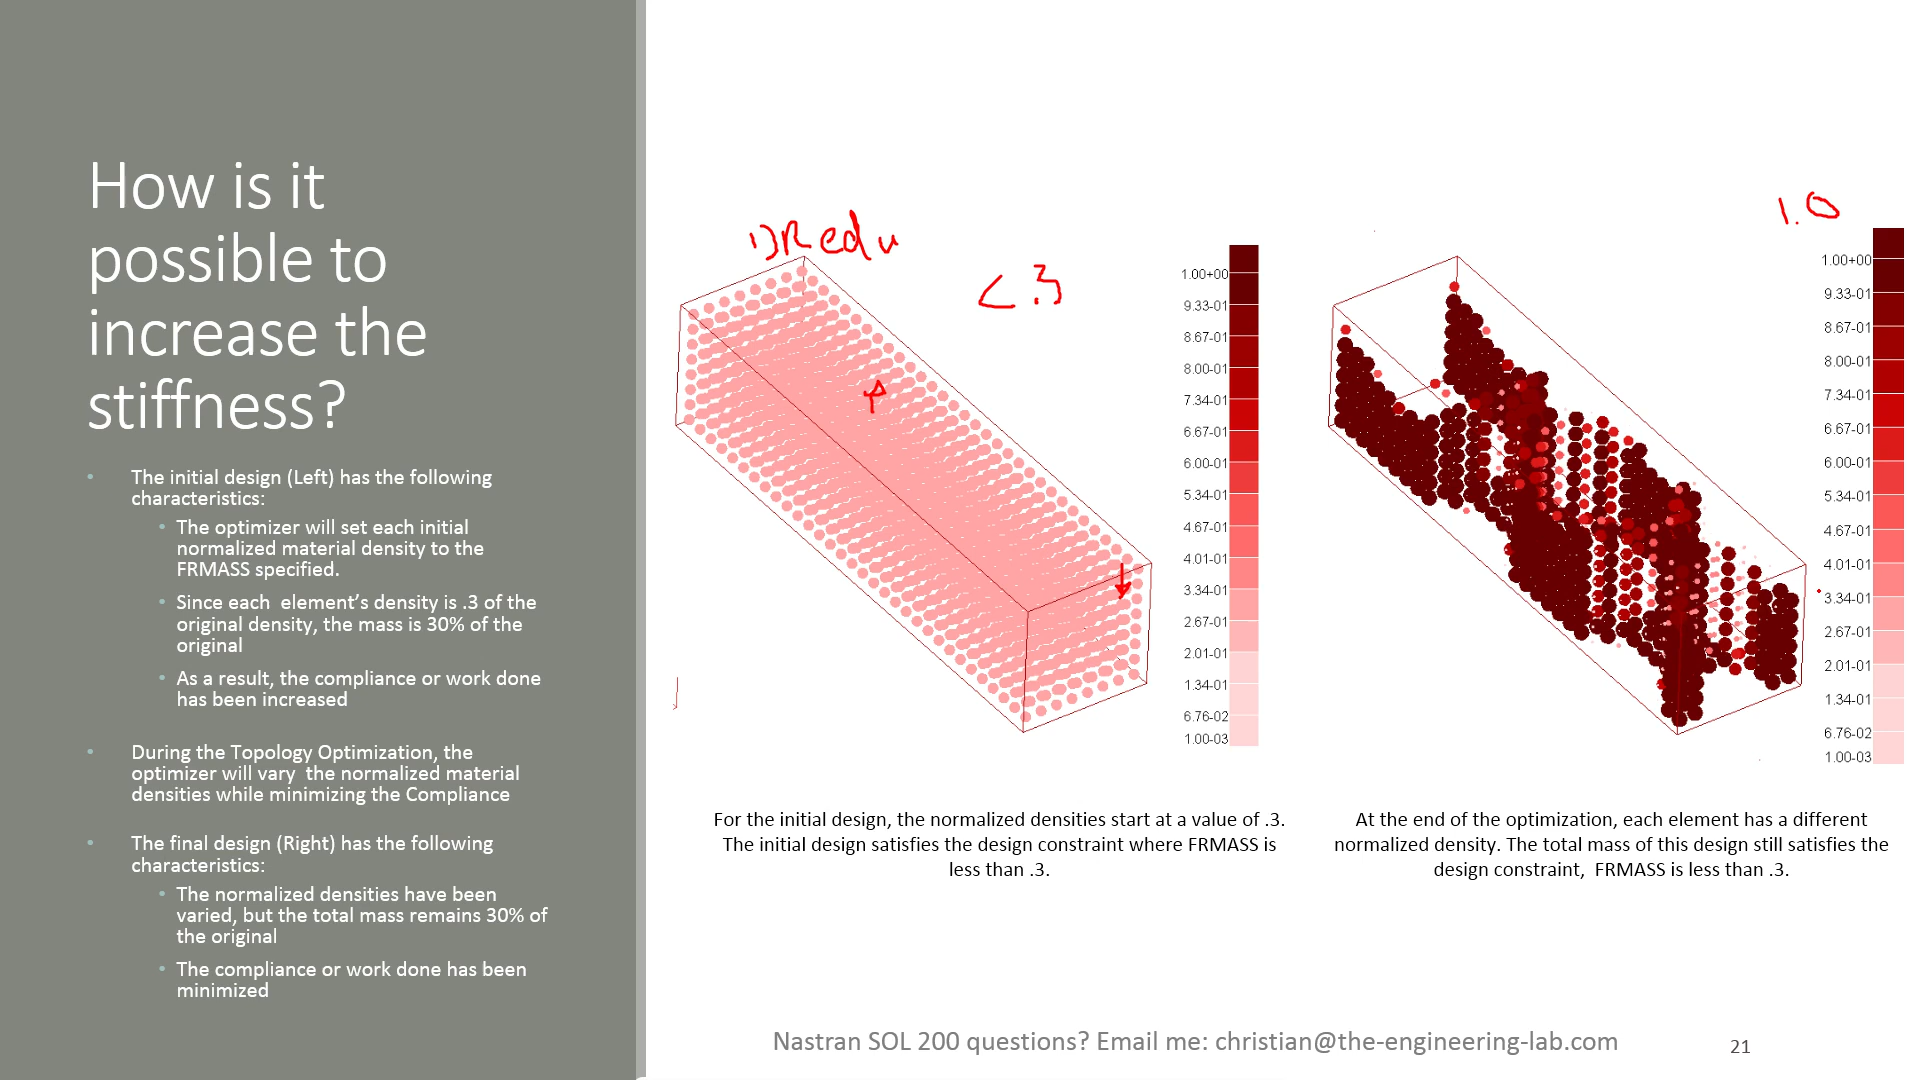 How is it
possible to
increase the
stiffness?
• The initial design (Left) has the following
characteristics:
• The optimizer will set each initial
normalized material density to the
FRMASS specified.
• Since each element’s density is .3 of the
original density, the mass is 30% of the
original
• As a result, the compliance or work done
has been increased
• During the Topology Optimization, the
optimizer will vary the normalized material
densities while minimizing the Compliance
• The final design (Right) has the following
characteristics:
• The normalized densities have been
varied, but the total mass remains 30% of
the original
• The compliance or work done has been
minimized
1) Redu
< .3
1.00+00
9.33-01
8.67-01
8.00-01
7.34-01
6.67-01
6.00-01
5.34-01
4.67-01
4.01-01
3.34-01
2.67-01
2.01-01
1.34-01
6.76-02
1.00-03
For the initial design, the normalized densities start at a value of .3.
The initial design satisfies the design constraint where FRMASS is
less than .3.
1.0
1.00+00
9.33-01
8.67-01
8.00-01
7.34-01
6.67-01
6.00-01
5.34-01
4.67-01
4.01-01
3.34-01
2.67-01
2.01-01
1.34-01
6.76-02
1.00-03
At the end of the optimization, each element has a different
normalized density. The total mass of this design still satisfies the
design constraint, FRMASS is less than .3.
Nastran SOL 200 questions? Email me: christian@the-engineering-lab.com
21